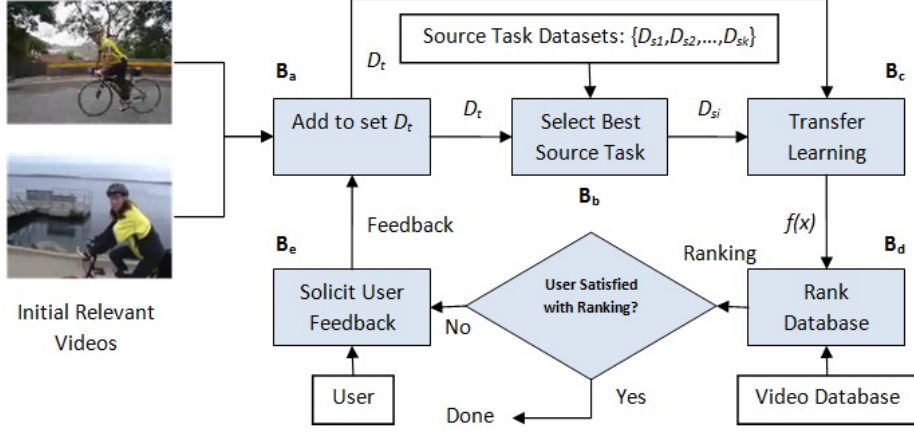 Source Task Datasets: {Ds1,Ds2,...,Dsk}
Dt
Ba
Bc
Add to set Dt
Dt
Select Best
Source Task
Dsi
Transfer
Learning
Bb
Feedback
f(x)
Be
Bd
Ranking
Initial Relevant
Videos
Solicit User
Feedback
No
User Satisfied
with Ranking?
Rank
Database
User
Yes
Video Database
Done